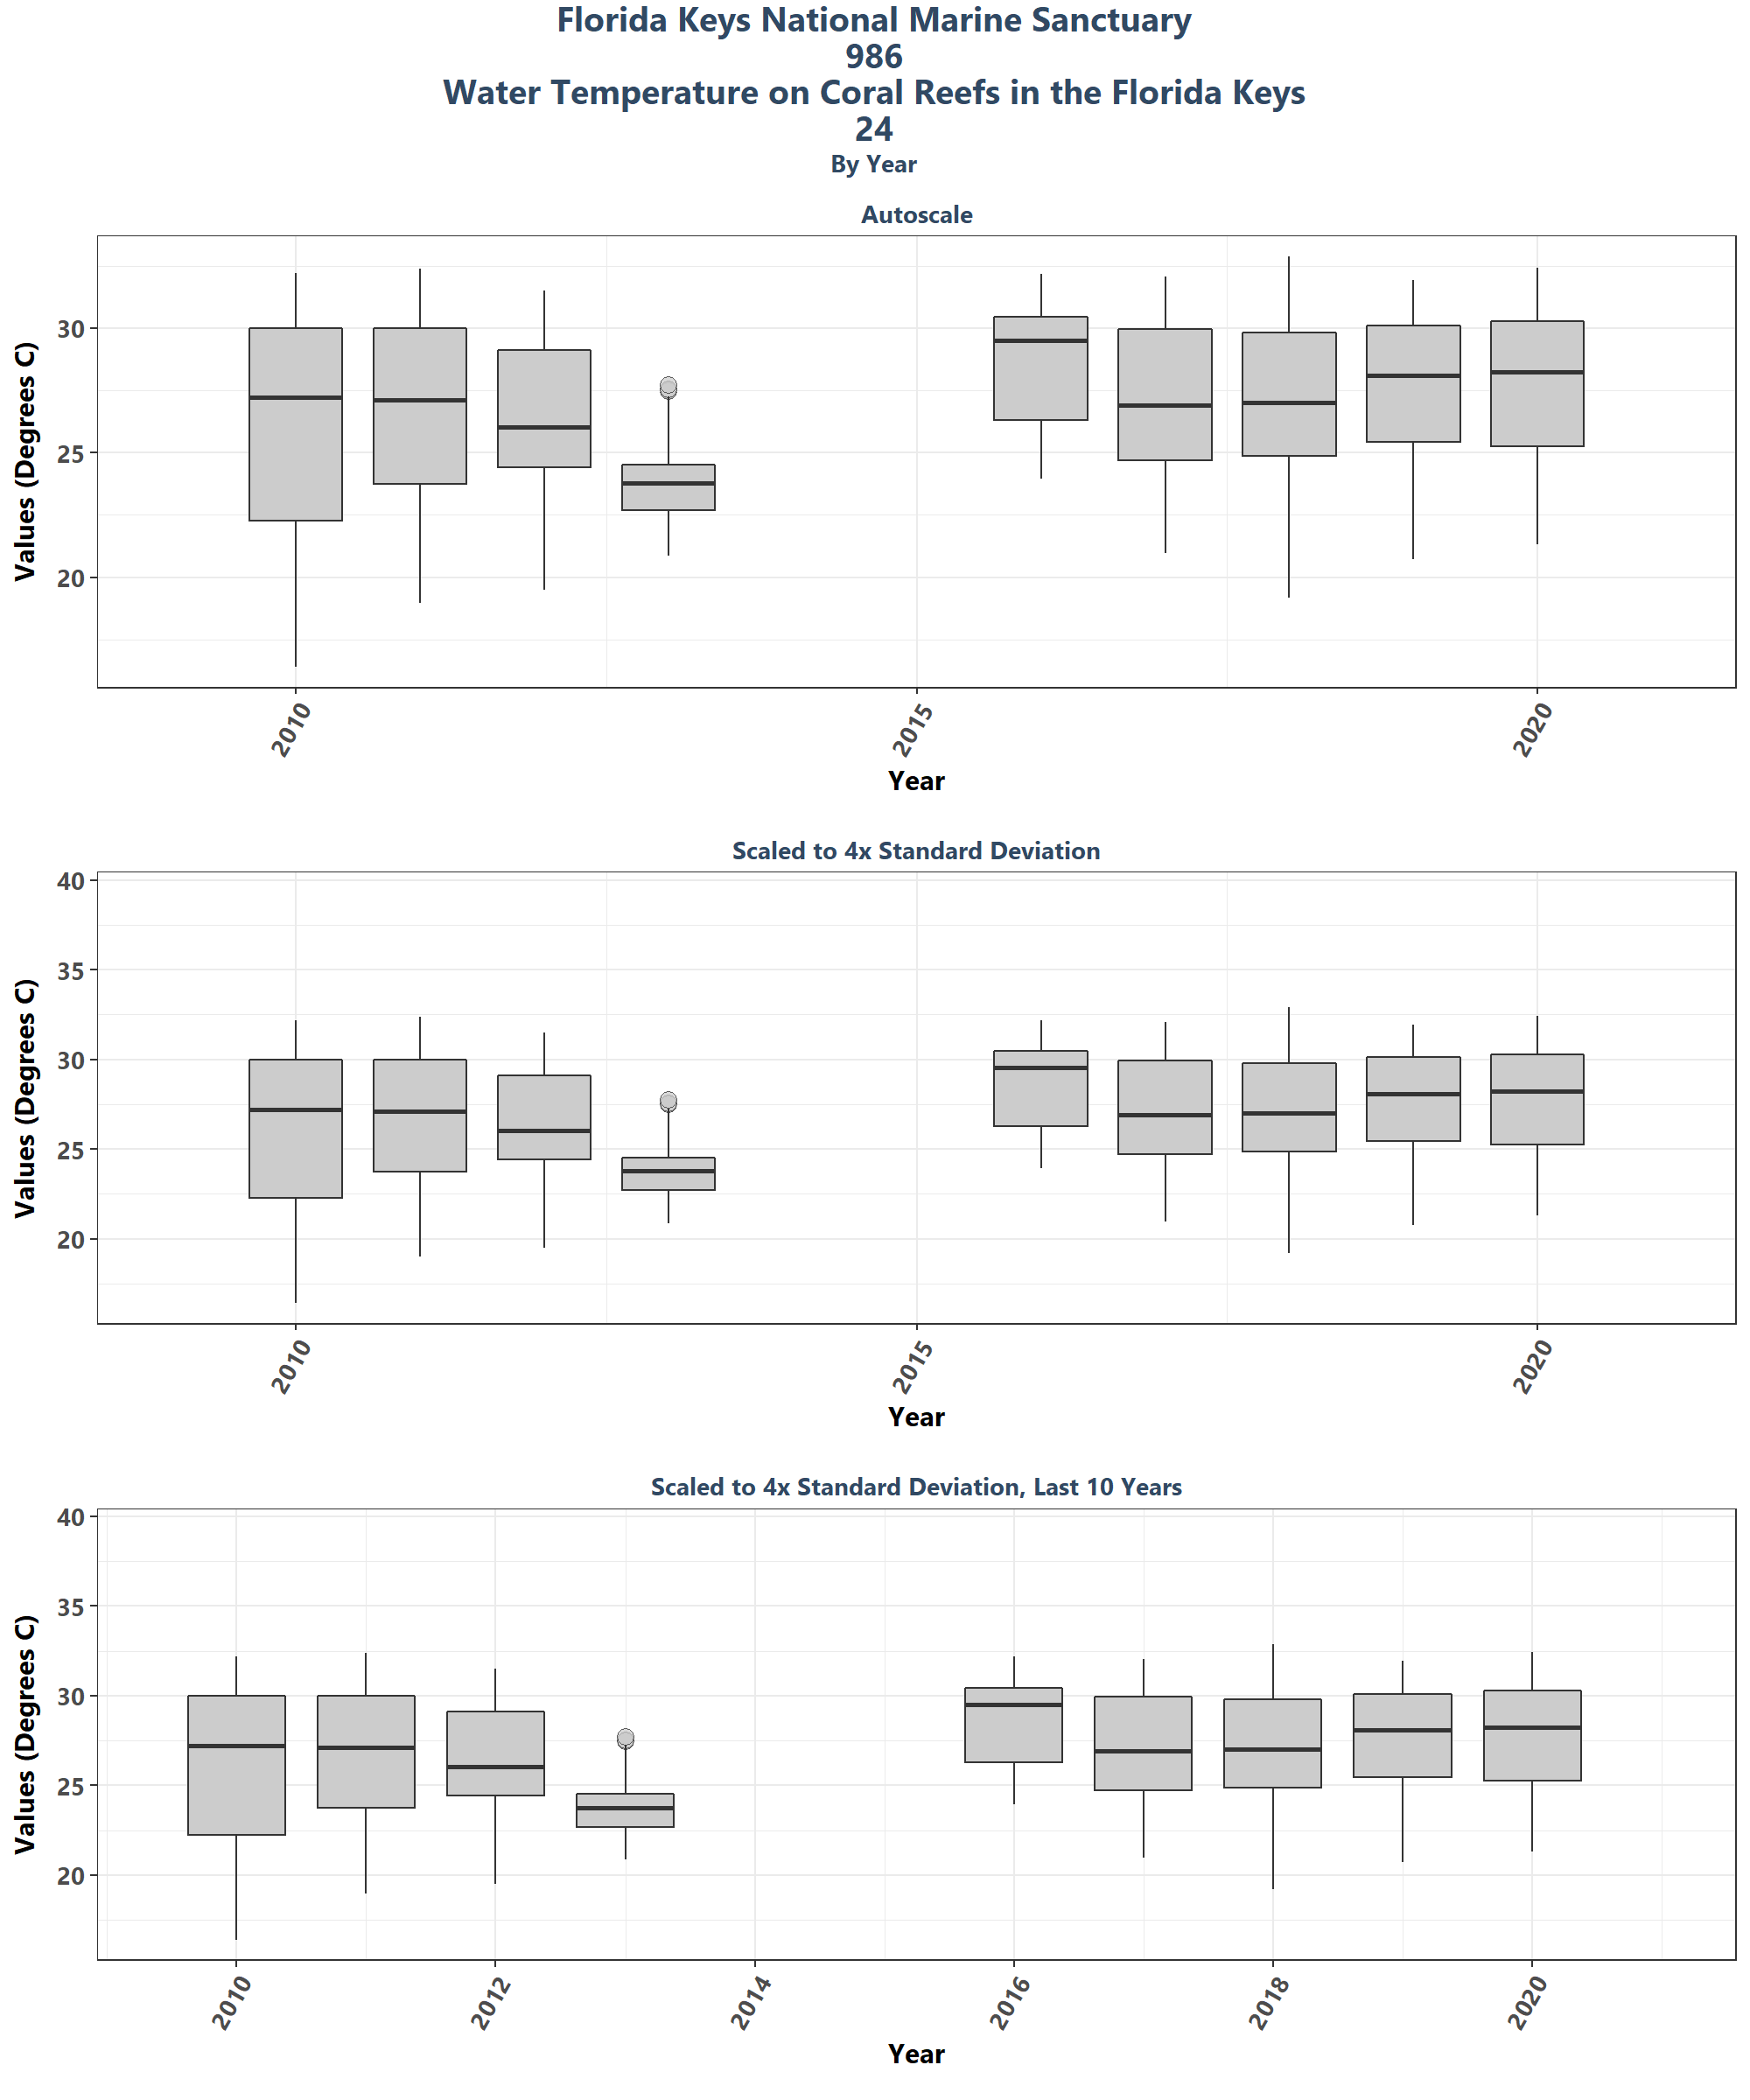 Florida Keys National Marine Sanctuary
986
Water Temperature on Coral Reefs in the Florida Keys
24
By Year
Autoscale
Values (Degrees C)
30
25
20
2010
2015
2020
Year
Scaled to 4x Standard Deviation
Values (Degrees C)
40
35
30
25
20
2010
2015
2020
Year
Scaled to 4x Standard Deviation, Last 10 Years
Values (Degrees C)
40
35
30
25
20
2010
2012
2014
2016
2018
2020
Year